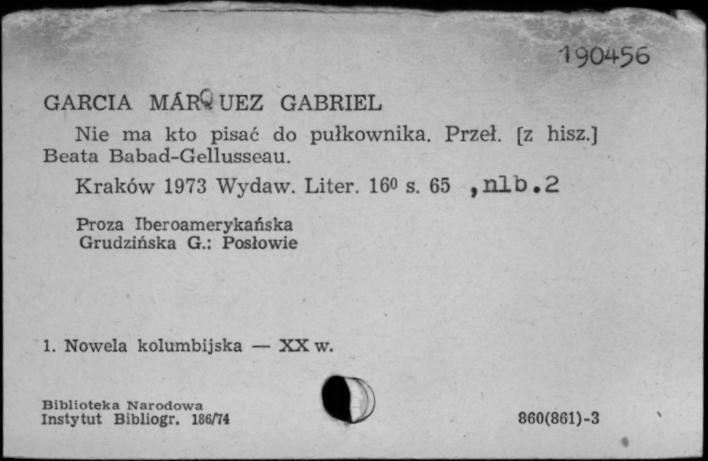 190456
GARCIA MÁRQUEZ GABRIEL
Nie ma kto pisać do pułkownika. Przeł. [z hisz.]
Beata Babad-Gellusseau.
Kraków 1973 Wydaw. Liter. 16⁰ s. 65 ,nlb.2
Proza Iberoamerykańska
Grudzińska G.: Posłowie
1. Nowela kolumbijska — XX w.
Biblioteka Narodowa
Instytut Bibliogr. 186/74
860(861)-3